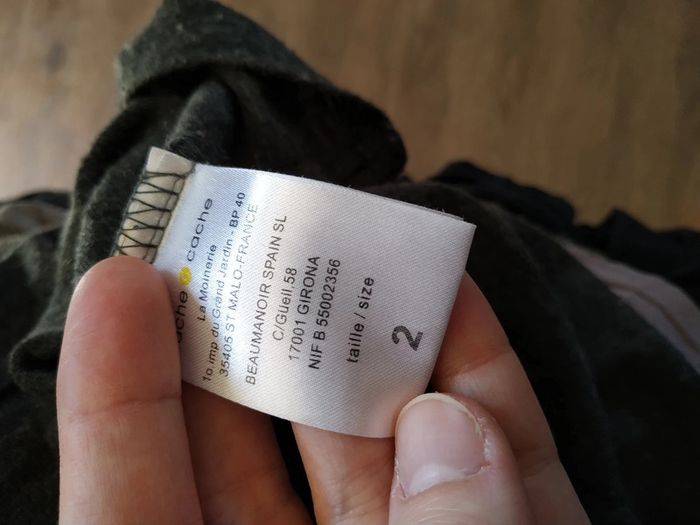 cache cache
La Moinerie
10 imp du Grand Jardin - BP 40
35405 ST MALO-FRANCE
BEAUMANOIR SPAIN SL
C/Güell,58
17001 GIRONA
NIF B 55002356
taille / size
2